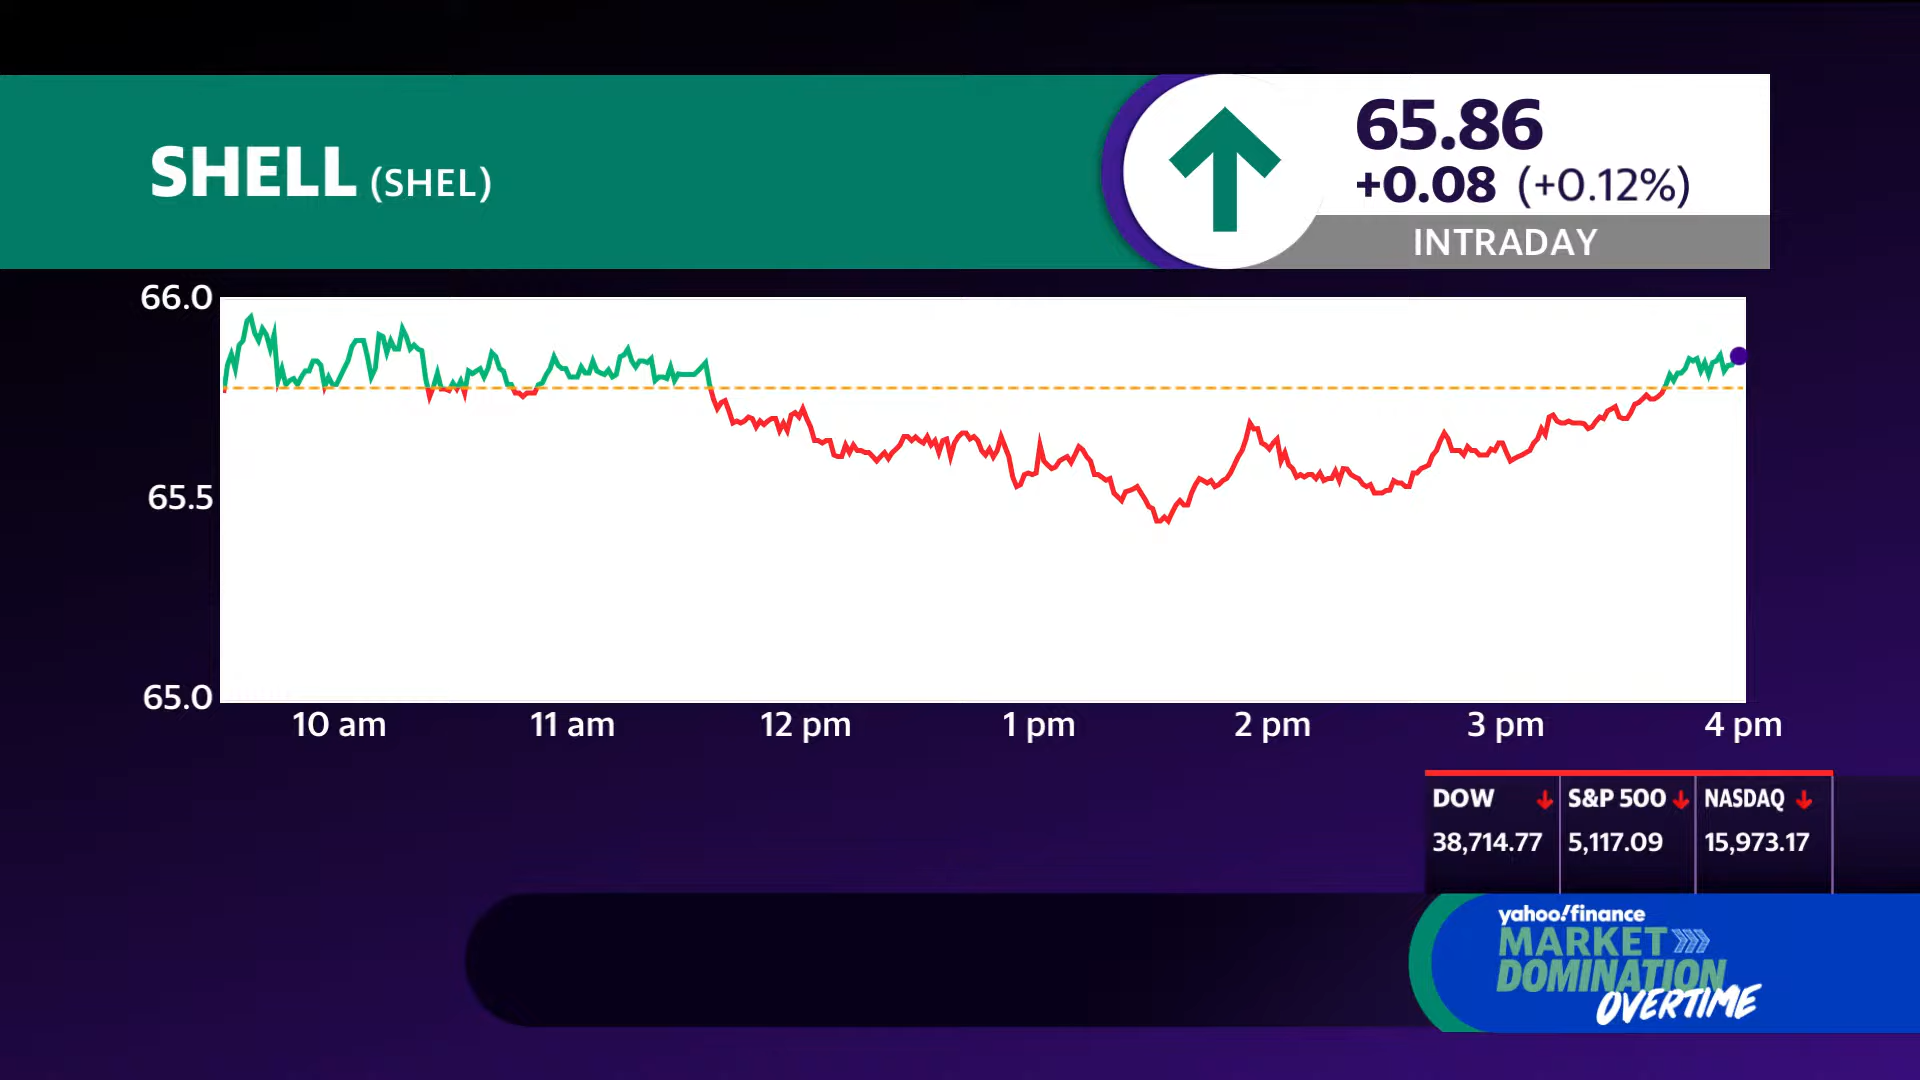 SHELL (SHEL)
65.86
+0.08 (+0.12%)
INTRADAY
66.0
65.5
65.0
10 am 11 am 12 pm 1 pm 2 pm 3 pm 4 pm
DOW S&P 500 NASDAQ
38,714.77 5,117.09 15,973.17
yahoo!finance
MARKET
DOMINATION
OVERTIME